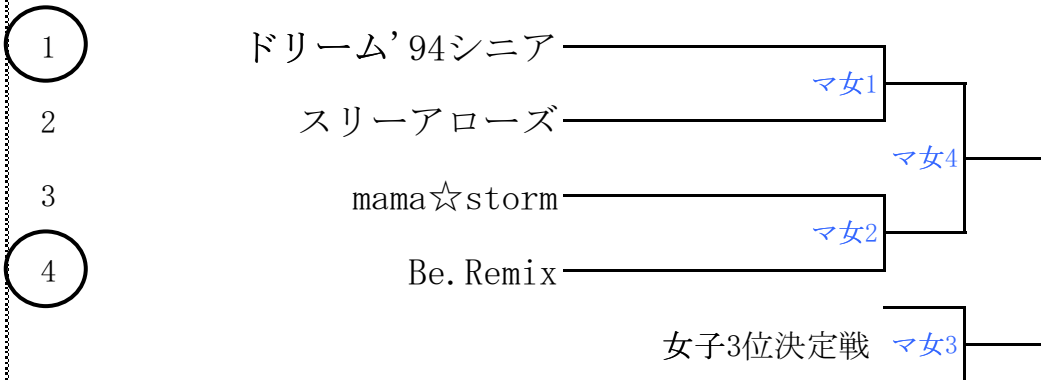 1 ドリーム’94シニア
マ女1
2 スリーアローズ
マ女4
3 mama☆storm
マ女2
4 Be.Remix
女子3位決定戦 マ女3